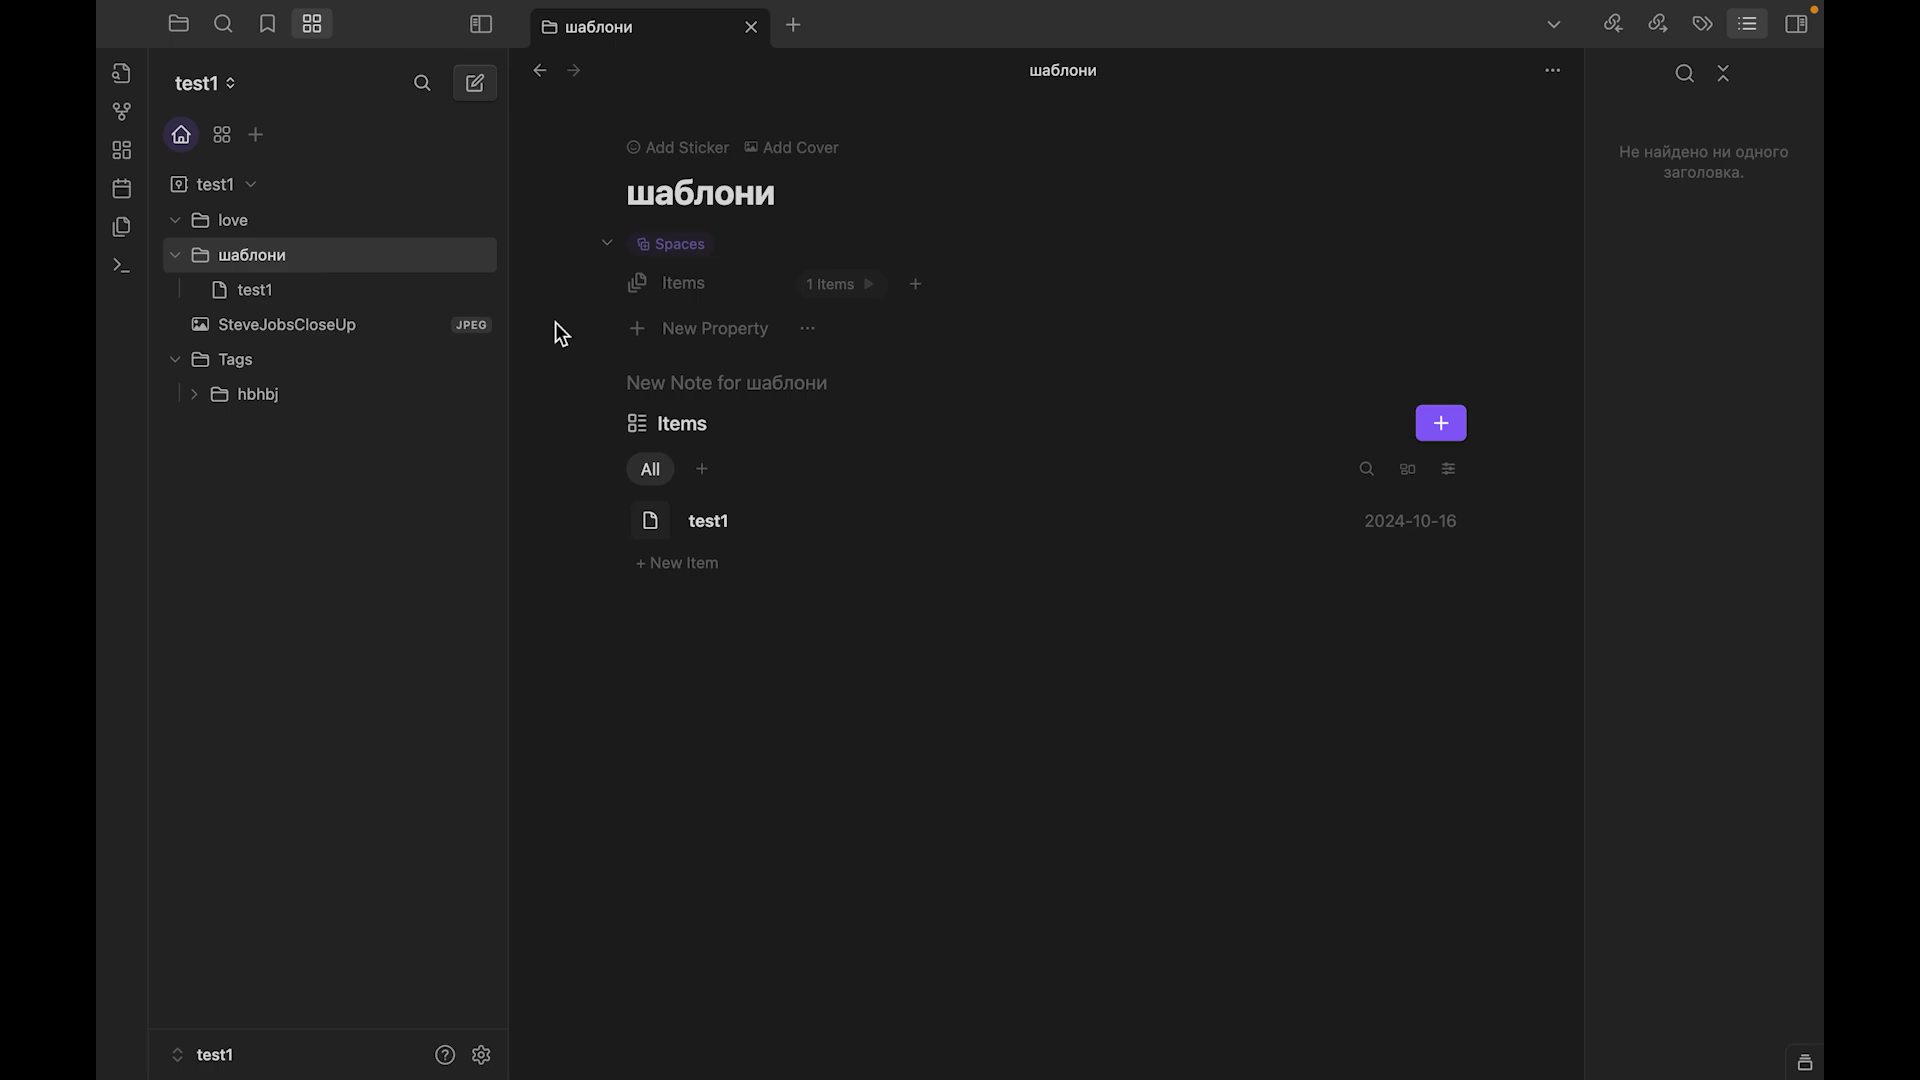 шаблони
test1
шаблони
test1
love
шаблони
test1
SteveJobsCloseUp JPEG
Tags
hbhbj
Add Sticker Add Cover
шаблони
Spaces
Items 1 Items +
+ New Property ...
New Note for шаблони
Items
All +
test1 2024-10-16
+ New Item
Не найдено ни одного
заголовка.
test1